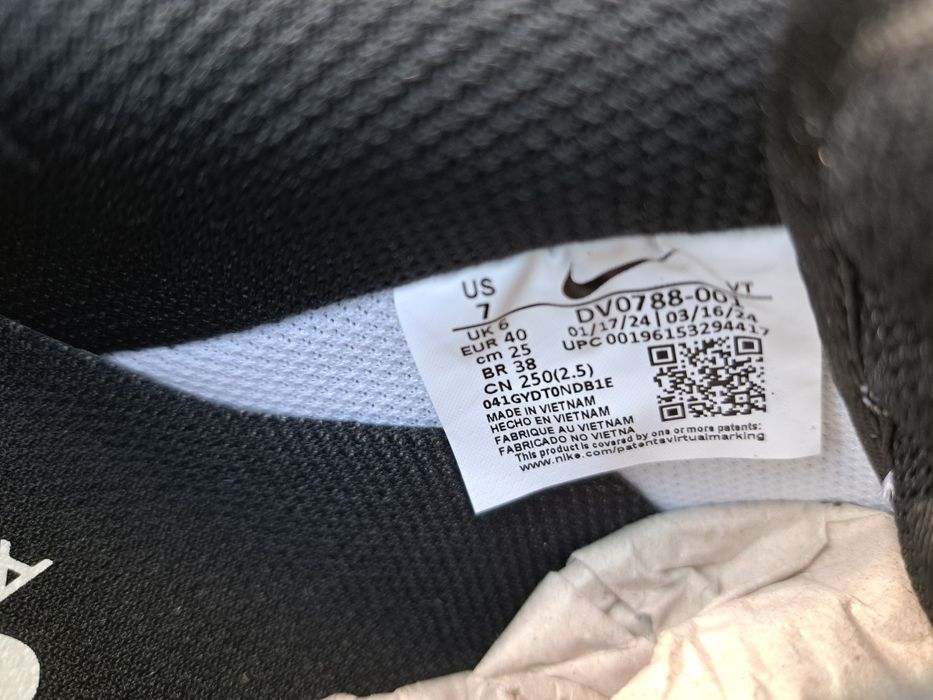 US
7
UK 6
EUR 40
cm 25
BR 38
CN 250(2.5)
041GYDT0NDB1E
MADE IN VIETNAM
HECHO EN VIETNAM
FABRIQUE AU VIETNAM
FABRICADO NO VIETNA
This product is covered by one or more patents:
www.nike.com/patentsvirtualmarking
VT
DV0788-001
01/17/24 | 03/16/24
UPC 00196153294417
A